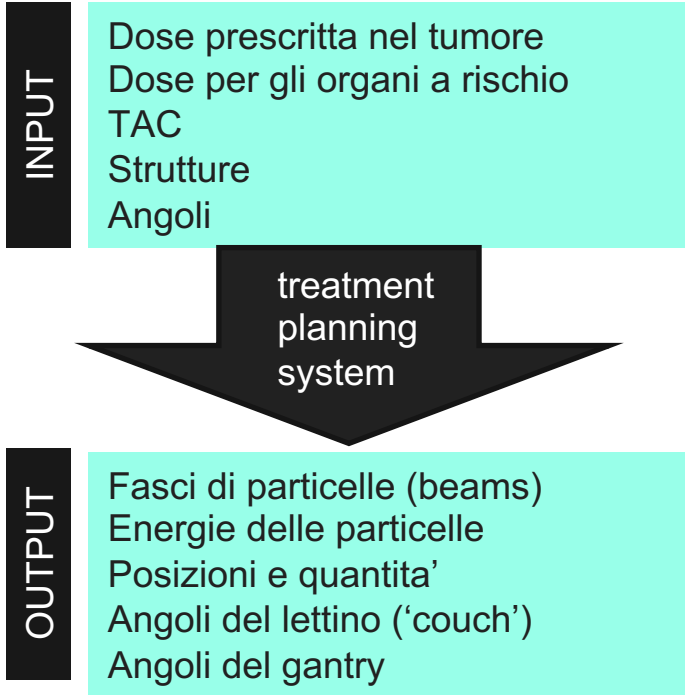 INPUT
Dose prescritta nel tumore
Dose per gli organi a rischio
TAC
Strutture
Angoli
treatment
planning
system
OUTPUT
Fasci di particelle (beams)
Energie delle particelle
Posizioni e quantita’
Angoli del lettino (‘couch’)
Angoli del gantry